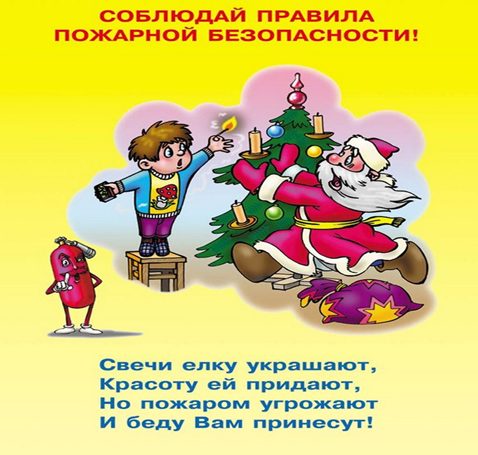 СОБЛЮДАЙ ПРАВИЛА
ПОЖАРНОЙ БЕЗОПАСНОСТИ!
Свечи елку украшают,
Красоту ей придают,
Но пожаром угрожают
И беду Вам принесут!